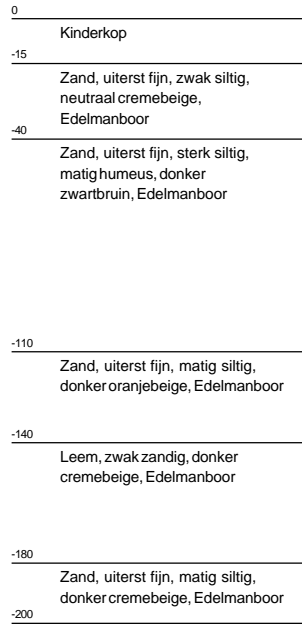 0
Kinderkop
-15
Zand, uiterst fijn, zwak siltig,
neutraal cremebeige,
Edelmanboor
-40
Zand, uiterst fijn, sterk siltig,
matig humeus, donker
zwartbruin, Edelmanboor
-110
Zand, uiterst fijn, matig siltig,
donker oranjebeige, Edelmanboor
-140
Leem, zwak zandig, donker
cremebeige, Edelmanboor
-180
Zand, uiterst fijn, matig siltig,
donker cremebeige, Edelmanboor
-200